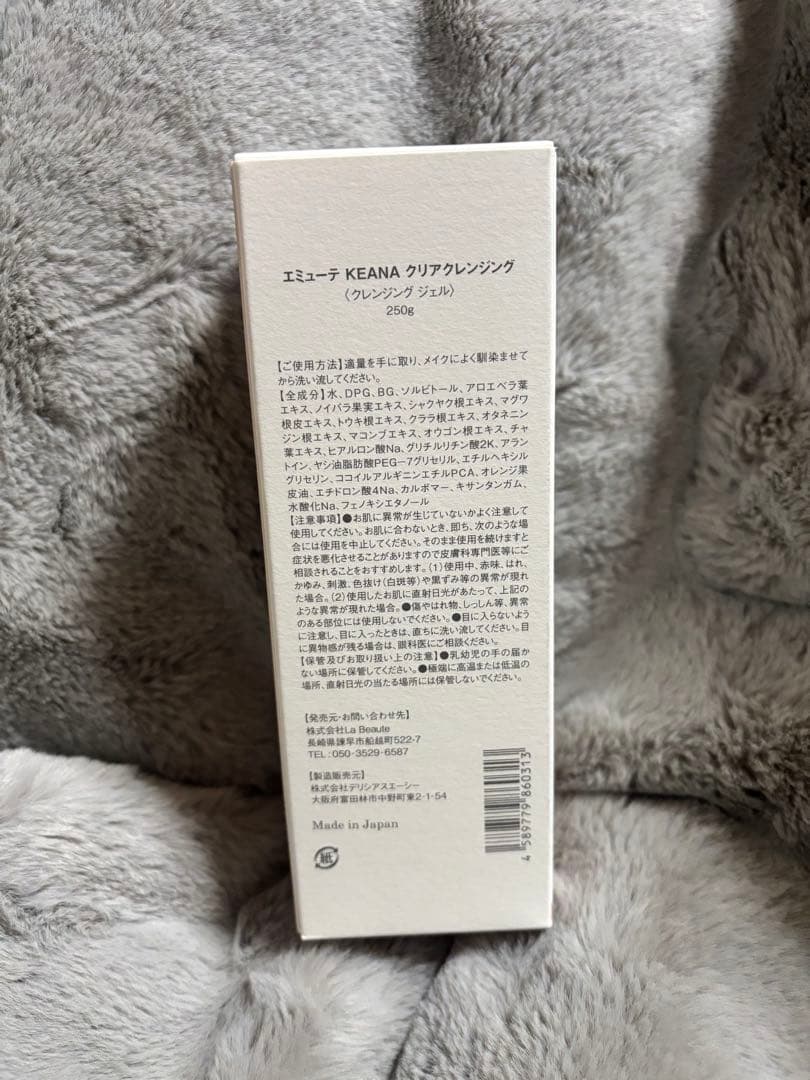 エミューテ KEANA クリアクレンジング
〈クレンジング ジェル〉
250g
【ご使用方法】適量を手に取り、メイクによく馴染ませて
から洗い流してください。
【全成分】水、DPG、BG、ソルビトール、アロエベラ葉
エキス、ノイバラ果実エキス、シャクヤク根エキス、マグワ
根皮エキス、トウキ根エキス、クララ根エキス、オタネニン
ジン根エキス、マコンブエキス、オウゴン根エキス、チャ
葉エキス、ヒアルロン酸Na、グリチルリチン酸2K、アラン
トイン、ヤシ油脂肪酸PEG-7グリセリル、エチルヘキシル
グリセリン、ココイルアルギニンエチルPCA、オレンジ果
皮油、エチドロン酸4Na、カルボマー、キサンタンガム、
水酸化Na、フェノキシエタノール
【注意事項】●お肌に異常が生じていないかよく注意して
使用してください。お肌に合わないとき、即ち、次のような場
合には使用を中止してください。そのまま使用を続けますと
症状を悪化させることがありますので皮膚科専門医等にご
相談されることをおすすめします。(1)使用中、赤味、はれ、
かゆみ、刺激、色抜け(白斑等)や黒ずみ等の異常が現れ
た場合。(2)使用したお肌に直射日光があたって、上記の
ような異常が現れた場合。●傷やはれ物、しっしん等、異常
のある部位には使用しないでください。●目に入らないよう
に注意し、目に入ったときは、直ちに洗い流してください。目
に異物感が残る場合は、眼科医にご相談ください。
【保管及びお取り扱い上の注意】●乳幼児の手の届か
ない場所に保管してください。●極端に高温または低温の
場所、直射日光の当たる場所には保管しないでください。
【発売元・お問い合わせ先】
株式会社La Beaute
長崎県諫早市船越町522-7
TEL:050-3529-6587
【製造販売元】
株式会社デリシアスエーシー
大阪府富田林市中野町東2-1-54
Made in Japan
紙
4 589779 860313